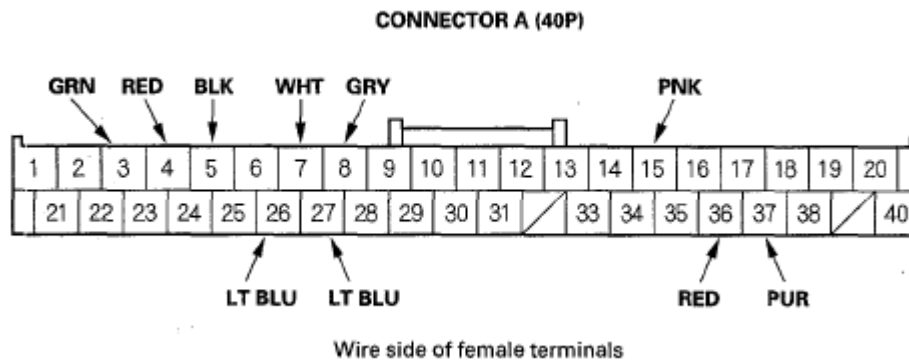 CONNECTOR A (40P)
GRN RED BLK WHT GRY PNK
1 2 3 4 5 6 7 8 9 10 11 12 13 14 15 16 17 18 19 20
21 22 23 24 25 26 27 28 29 30 31 33 34 35 36 37 38 40
LT BLU LT BLU RED PUR
Wire side of female terminals